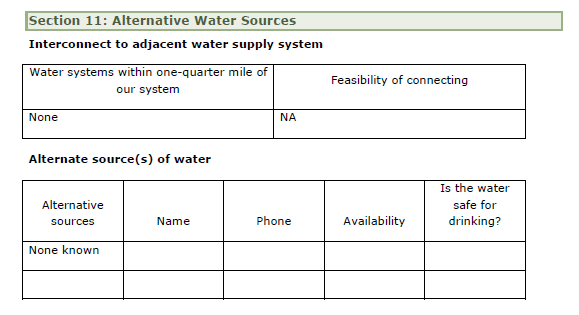 Section 11: Alternative Water Sources
Interconnect to adjacent water supply system
Water systems within one-quarter mile of
our system
Feasibility of connecting
None
NA
Alternate source(s) of water
Alternative
sources
Name
Phone
Availability
Is the water
safe for
drinking?
None known